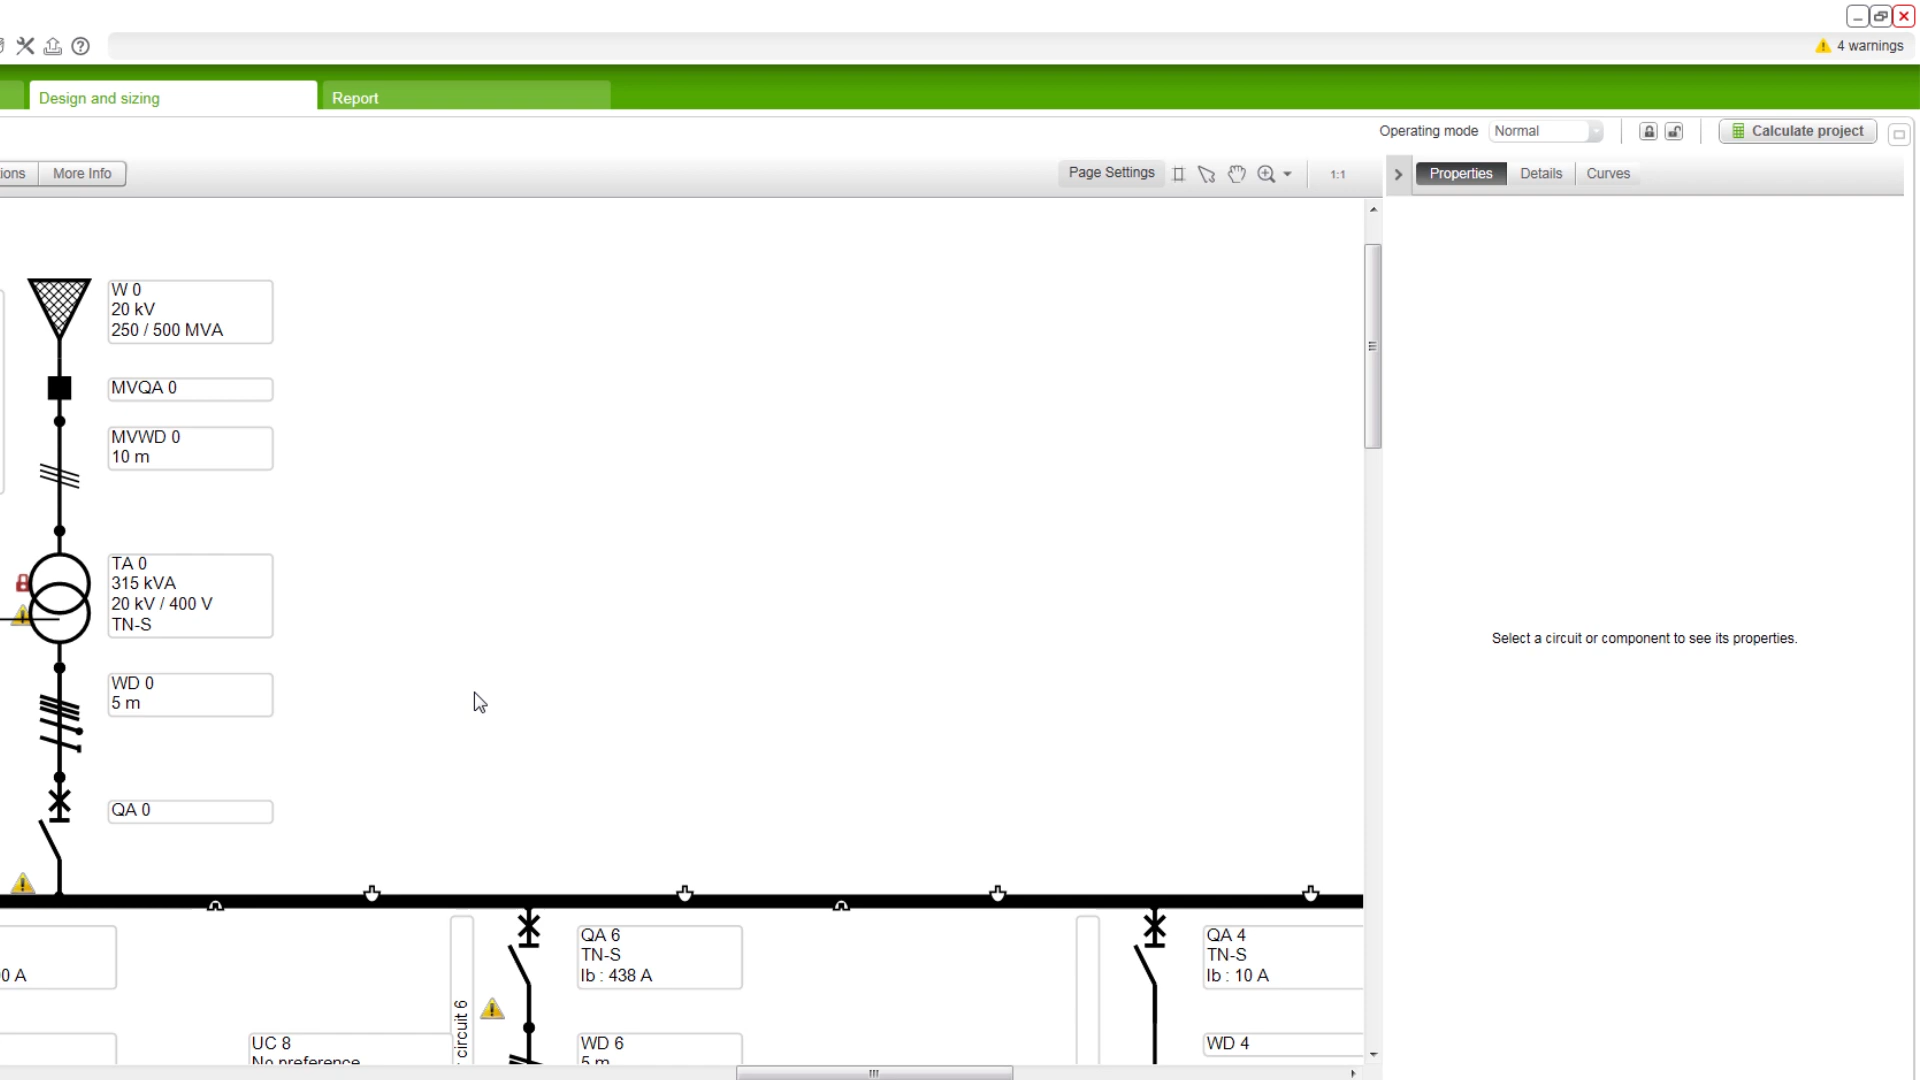 4 warnings
Design and sizing
Report
Operating mode
Normal
Calculate project
ions
More Info
Page Settings
1:1
Properties
Details
Curves
W 0
20 kV
250 / 500 MVA
MVQA 0
MVWD 0
10 m
TA 0
315 kVA
20 kV / 400 V
TN-S
WD 0
5 m
QA 0
Select a circuit or component to see its properties.
0 A
UC 8
No preference
circuit 6
QA 6
TN-S
Ib : 438 A
WD 6
5 m
QA 4
TN-S
Ib : 10 A
WD 4